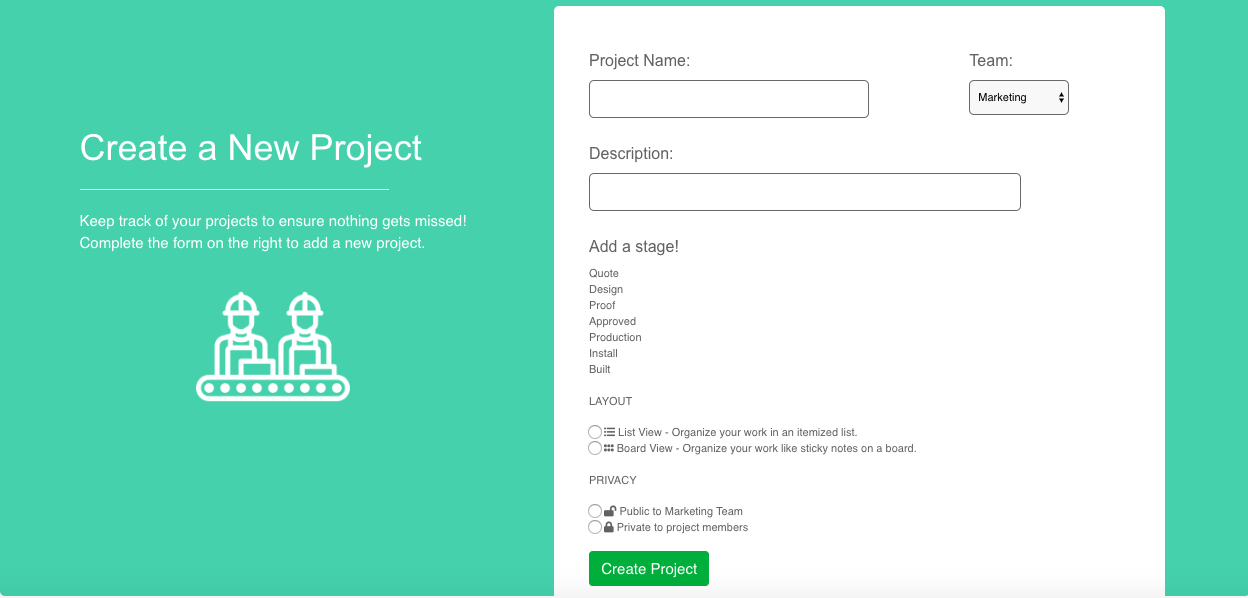 Create a New Project
Keep track of your projects to ensure nothing gets missed!
Complete the form on the right to add a new project.
Project Name:
Team:
Marketing
Description:
Add a stage!
Quote
Design
Proof
Approved
Production
Install
Built
LAYOUT
List View - Organize your work in an itemized list.
Board View - Organize your work like sticky notes on a board.
PRIVACY
Public to Marketing Team
Private to project members
Create Project